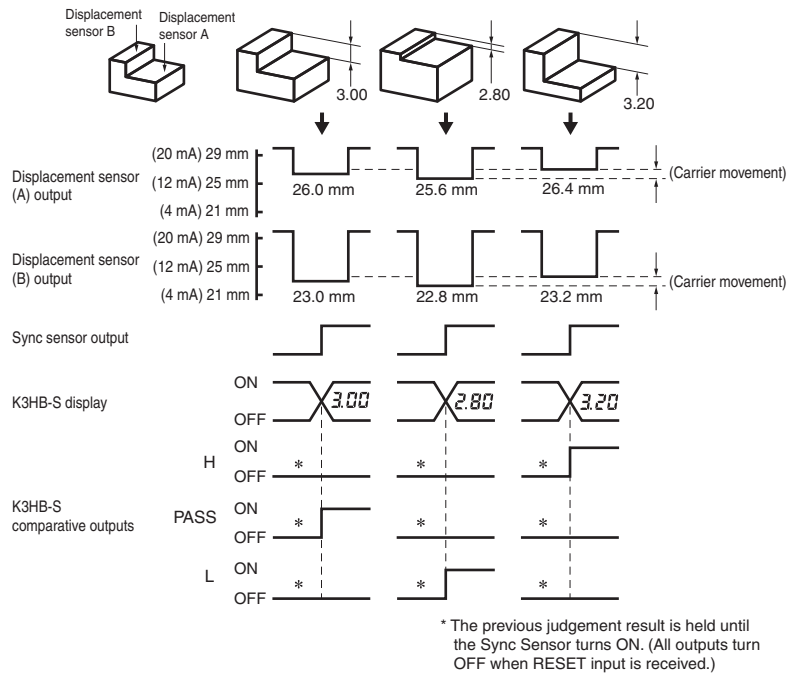 Displacement
sensor B
Displacement
sensor A
3.00
2.80
3.20
Displacement sensor
(A) output
(20 mA) 29 mm
(12 mA) 25 mm
(4 mA) 21 mm
26.0 mm
25.6 mm
26.4 mm
(Carrier movement)
Displacement sensor
(B) output
(20 mA) 29 mm
(12 mA) 25 mm
(4 mA) 21 mm
23.0 mm
22.8 mm
23.2 mm
(Carrier movement)
Sync sensor output
K3HB-S display
ON
OFF
3.00
2.80
3.20
K3HB-S
comparative outputs
H
ON
OFF
*
*
*
PASS
ON
OFF
*
*
*
L
ON
OFF
*
*
*
* The previous judgement result is held until
the Sync Sensor turns ON. (All outputs turn
OFF when RESET input is received.)